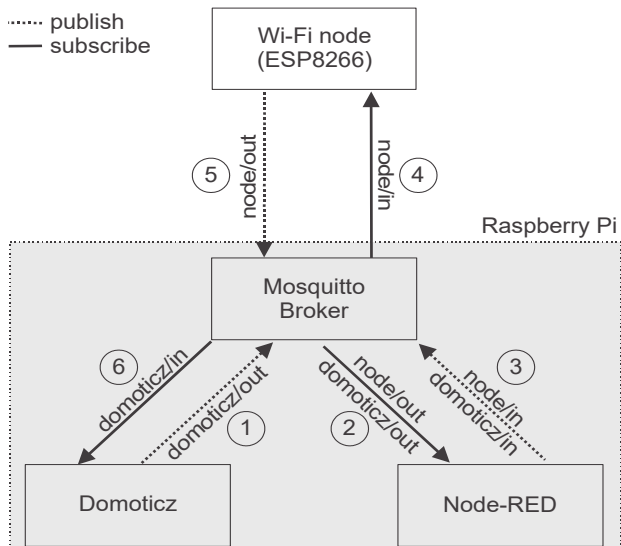 publish
subscribe
Wi-Fi node
(ESP8266)
5
node/out
node/in
4
Raspberry Pi
Mosquitto
Broker
6
domoticz/in
domoticz/out
1
2
node/out
domoticz/out
node/in
domoticz/in
3
Domoticz
Node-RED